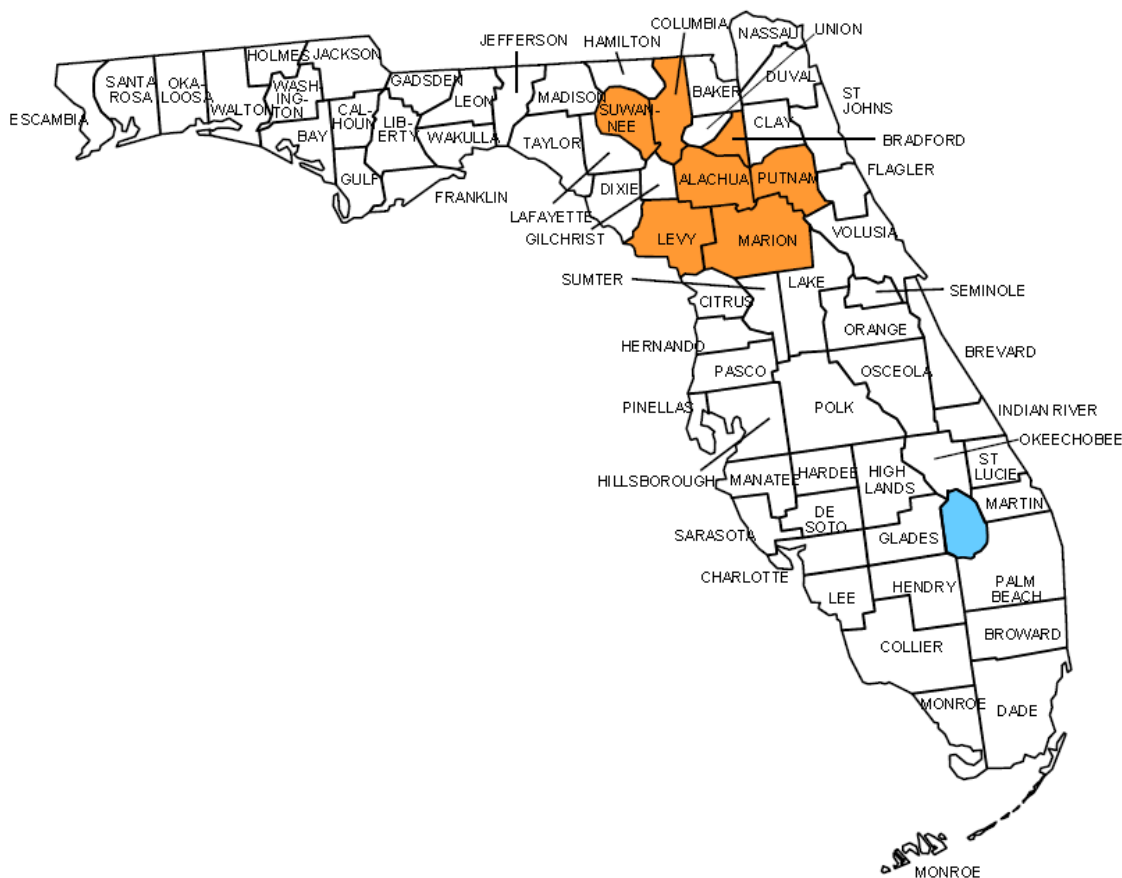 COLUMBIA
NASSAU
UNION
JEFFERSON
HAMILTON
HOLMES
JACKSON
SANTA
ROSA
OKA-
LOOSA
WALTON
WASH-
ING-
TON
GADSDEN
LEON
MADISON
BAKER
DUVAL
ST
JOHNS
ESCAMBIA
BAY
CAL-
HOUN
LIB-
ERTY
WAKULLA
TAYLOR
SUWAN-
NEE
CLAY
BRADFORD
GULF
FRANKLIN
LAFAYETTE
DIXIE
GILCHRIST
ALACHUA
PUTNAM
FLAGLER
LEVY
MARION
VOLUSIA
SUMTER
CITRUS
LAKE
SEMINOLE
HERNANDO
ORANGE
PASCO
OSCEOLA
BREVARD
PINELLAS
POLK
INDIAN RIVER
OKEECHOBEE
HILLSBOROUGH
MANATEE
HARDEE
HIGH
LANDS
ST
LUCIE
SARASOTA
DE
SOTO
GLADES
MARTIN
CHARLOTTE
LEE
HENDRY
PALM
BEACH
COLLIER
BROWARD
MONROE
DADE
MONROE